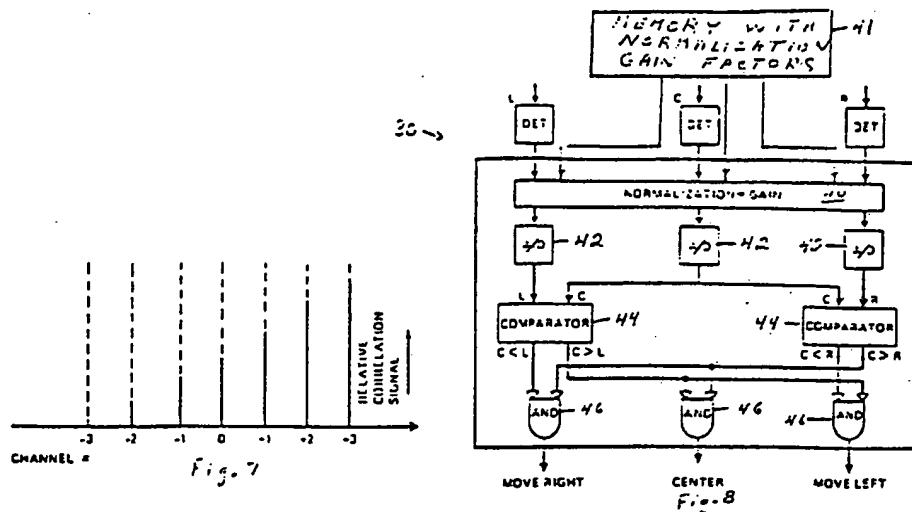 MEMORY WITH
NORMALIZATION
GAIN FACTORS
41
L
C
R
DET
DET
DET
30
NORMALIZATION - GAIN 40
42
42
L
C
C
R
COMPARATOR
44
44
COMPARATOR
C < L
C > L
C < R
C > R
AND
46
AND
46
46
AND
MOVE RIGHT
CENTER
MOVE LEFT
Fig-8
RELATIVE
CORRELATION
SIGNAL
-3
-2
-1
0
-1
+2
-3
CHANNEL =
Fig. 7